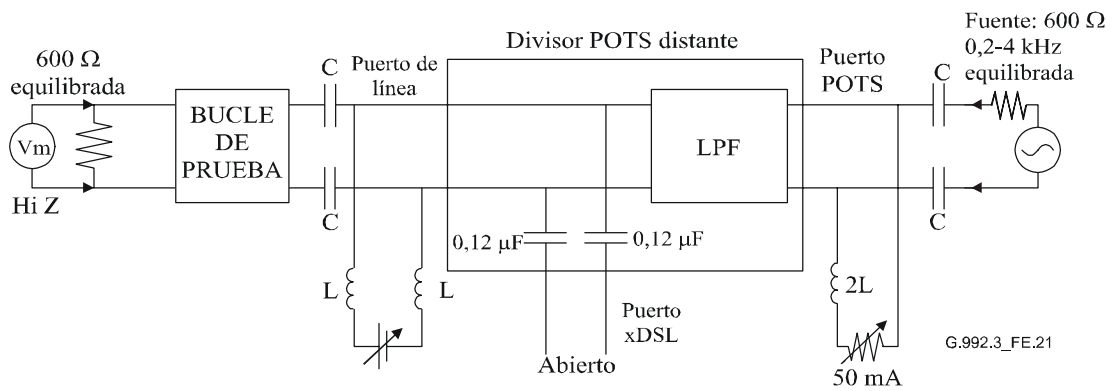 Fuente: 600 Ω
0,2-4 kHz
equilibrada
Divisor POTS distante
600 Ω
equilibrada
C
Puerto de
línea
Puerto
POTS
C
Vm
BUCLE
DE
PRUEBA
LPF
Hi Z
C
C
0,12 µF
0,12 µF
L
L
2L
Puerto
xDSL
Abierto
50 mA
G.992.3_FE.21